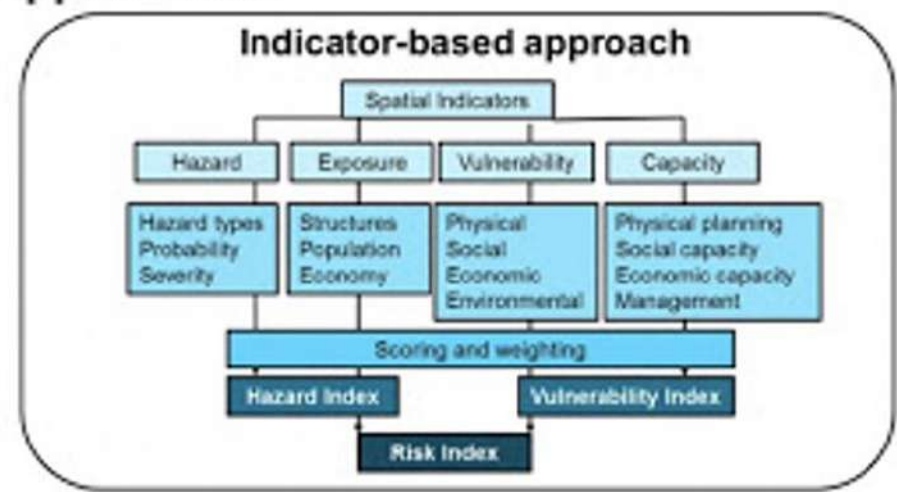 Indicator-based approach
Spatial Indicators
Hazard
Exposure
Vulnerability
Capacity
Hazard types
Probability
Severity
Structures
Population
Economy
Physical
Social
Economic
Environmental
Physical planning
Social capacity
Economic capacity
Management
Scoring and weighting
Hazard Index
Vulnerability Index
Risk Index